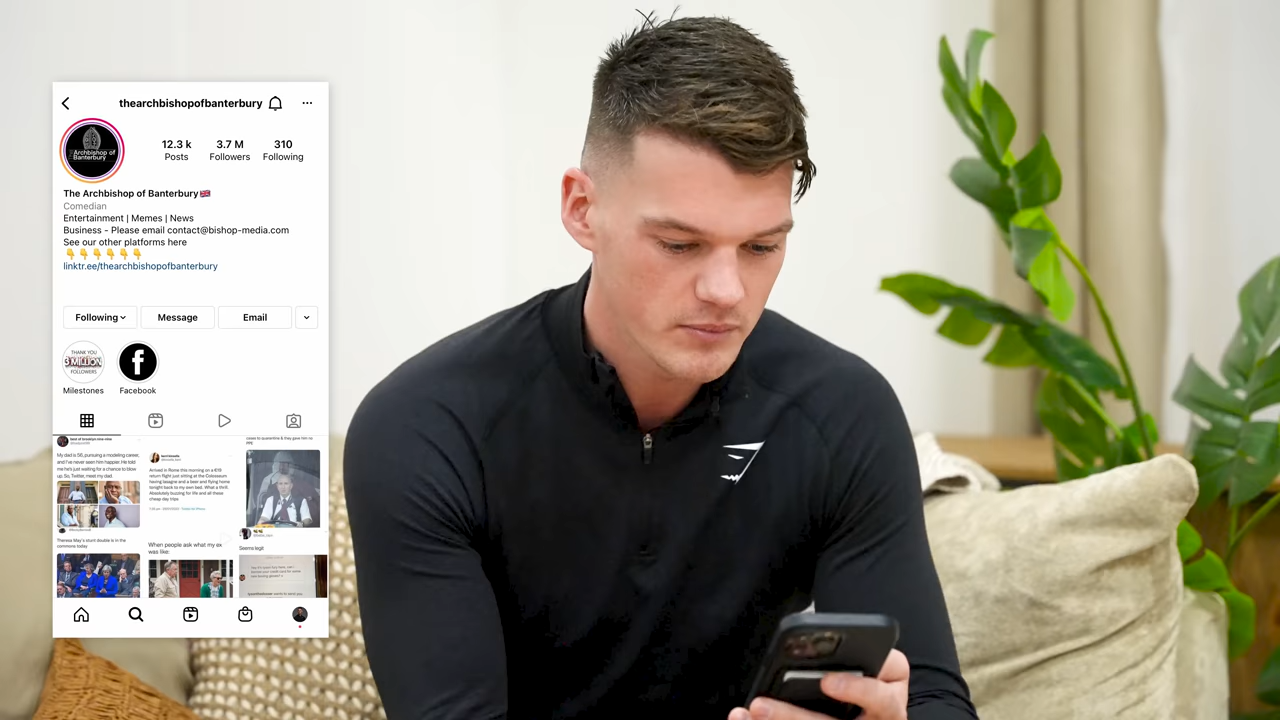 thearchbishopofbanterbury
Archbishop of
Banterbury
12.3 k
Posts
3.7 M
Followers
310
Following
The Archbishop of Banterbury🇬🇧
Comedian
Entertainment | Memes | News
Business - Please email contact@bishop-media.com
See our other platforms here
👇👇👇👇👇👇
linktr.ee/thearchbishopofbanterbury
Following
Message
Email
THANK YOU
3 MILLION
FOLLOWERS
Milestones
Facebook
My dad is 56, pursuing a modeling career,
and I've never seen him happier. He told
me he's just waiting for a chance to blow
up. So, Twitter, meet my dad.
Theresa May's stunt double is in the
commons today
Arrived in Rome this morning on a €19
return flight just sitting at the Colosseum
having lasagne and a beer and flying home
tonight back to my own bed. What a thrill.
Absolutely buzzing for life and all these
cheap day trips
When people ask what my ex
was like:
PPE
Seems legit